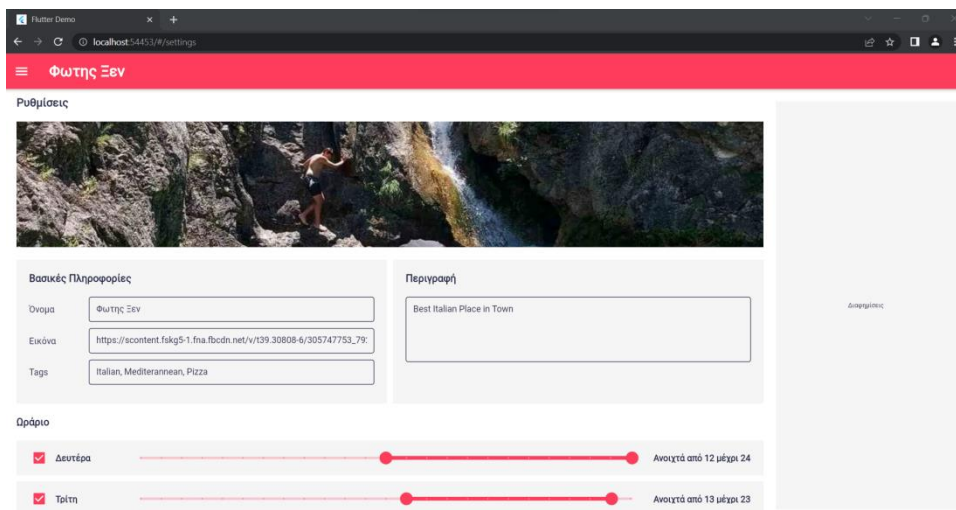 Flutter Demo
localhost:54453/#/settings
Φωτης Ξεν
Ρυθμίσεις
Βασικές Πληροφορίες
Όνομα
Φωτης Ξεν
Εικόνα
https://scontent.fskg5-1.fna.fbcdn.net/v/t39.30808-6/305747753_79:
Tags
Italian, Mediterannean, Pizza
Περιγραφή
Best Italian Place in Town
Διαφημίσεις
Ωράριο
Δευτέρα
Ανοιχτά από 12 μέχρι 24
Τρίτη
Ανοιχτά από 13 μέχρι 23